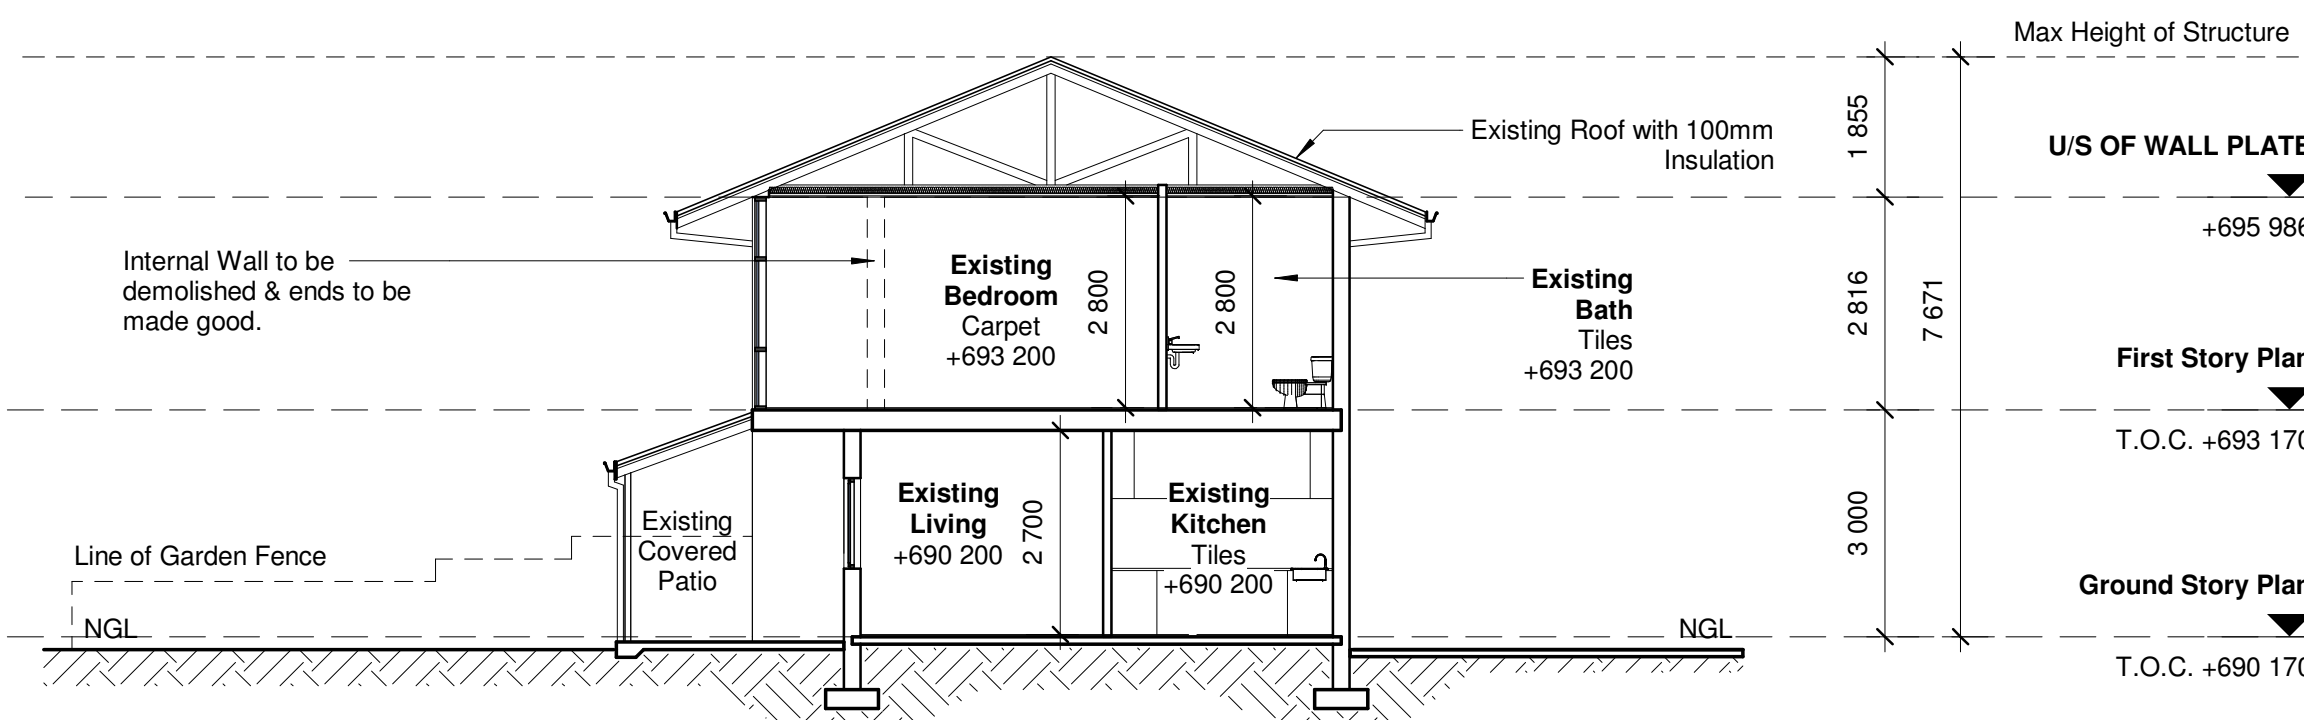 Max Height of Structure
1 855
Existing Roof with 100mm
Insulation
U/S OF WALL PLATE
+695 986
Internal Wall to be
demolished & ends to be
made good.
Existing
Bedroom
Carpet
+693 200
2 800
2 800
Existing
Bath
Tiles
+693 200
2 816
7 671
First Story Plan
T.O.C. +693 170
Existing
Living
+690 200
2 700
Existing
Kitchen
Tiles
+690 200
3 000
Existing
Covered
Patio
Line of Garden Fence
NGL
NGL
Ground Story Plan
T.O.C. +690 170